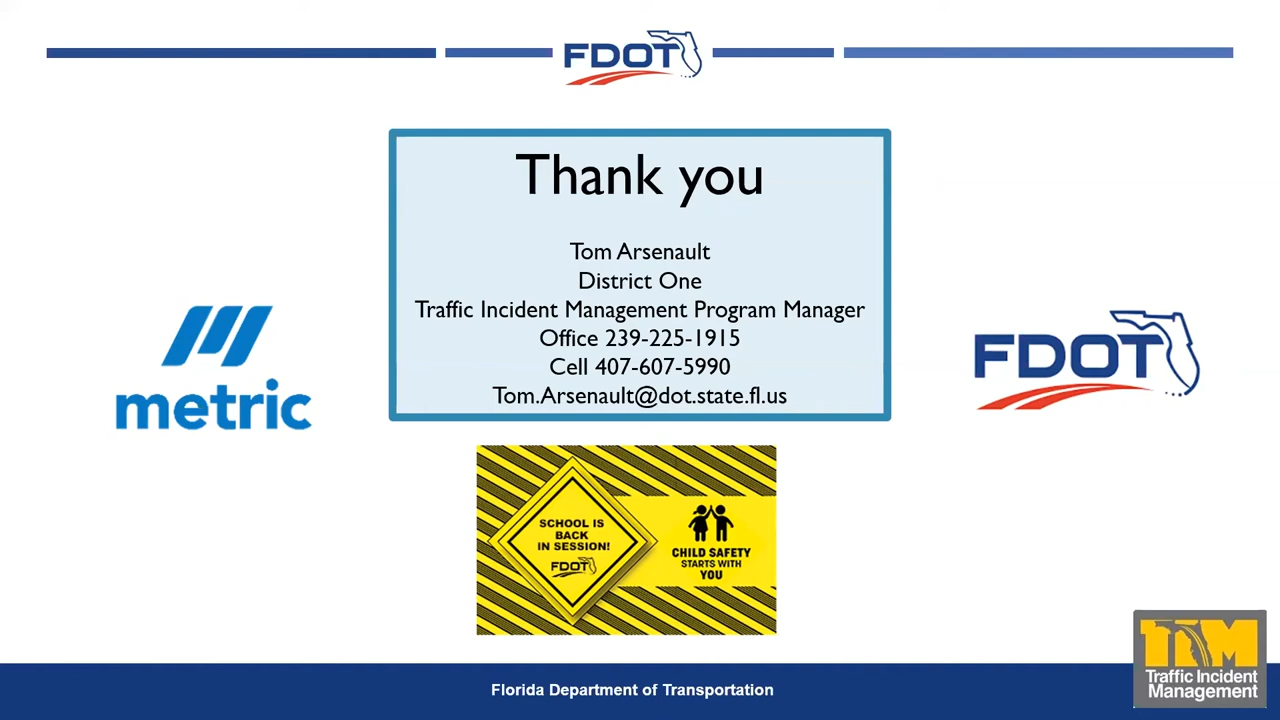 FDOT
Thank you
Tom Arsenault
District One
Traffic Incident Management Program Manager
Office 239-225-1915
Cell 407-607-5990
Tom.Arsenault@dot.state.fl.us
metric
FDOT
SCHOOL IS
BACK
IN SESSION!
FDOT
CHILD SAFETY
STARTS WITH
YOU
TIM
Traffic Incident
Management
Florida Department of Transportation